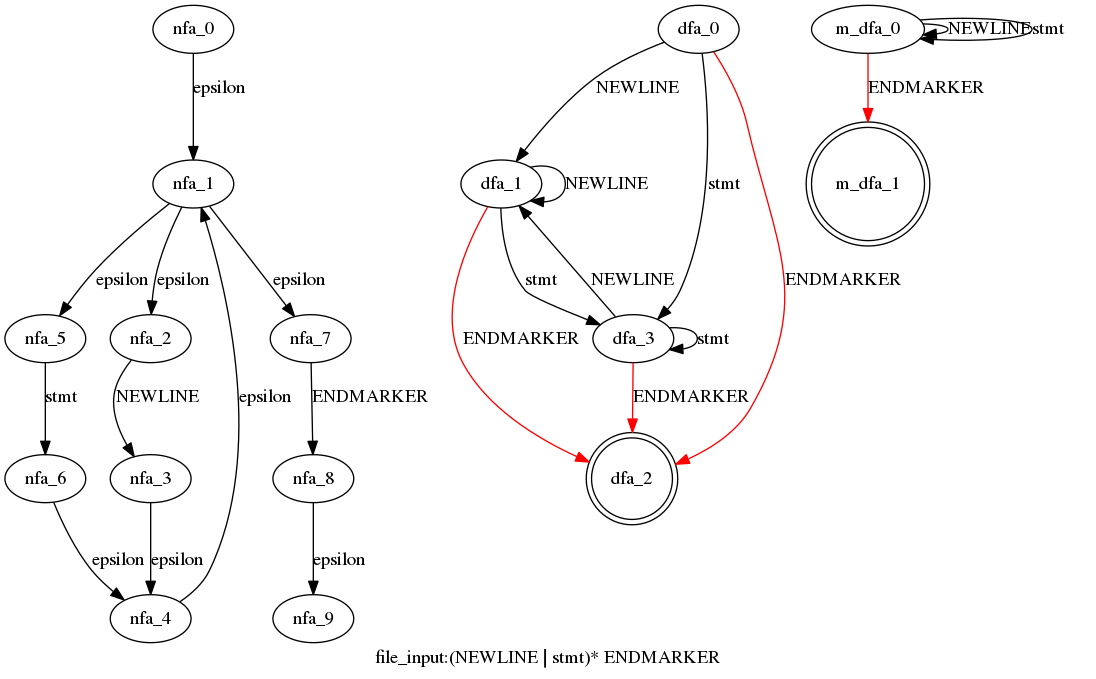 nfa_0
dfa_0
m_dfa_0
NEWLINE
stmt
epsilon
NEWLINE
ENDMARKER
nfa_1
dfa_1
NEWLINE
stmt
m_dfa_1
epsilon
epsilon
epsilon
stmt
NEWLINE
ENDMARKER
nfa_5
nfa_2
nfa_7
ENDMARKER
dfa_3
stmt
stmt
NEWLINE
epsilon
ENDMARKER
ENDMARKER
nfa_6
nfa_3
nfa_8
dfa_2
epsilon
epsilon
epsilon
nfa_4
nfa_9
file_input:(NEWLINE | stmt)* ENDMARKER